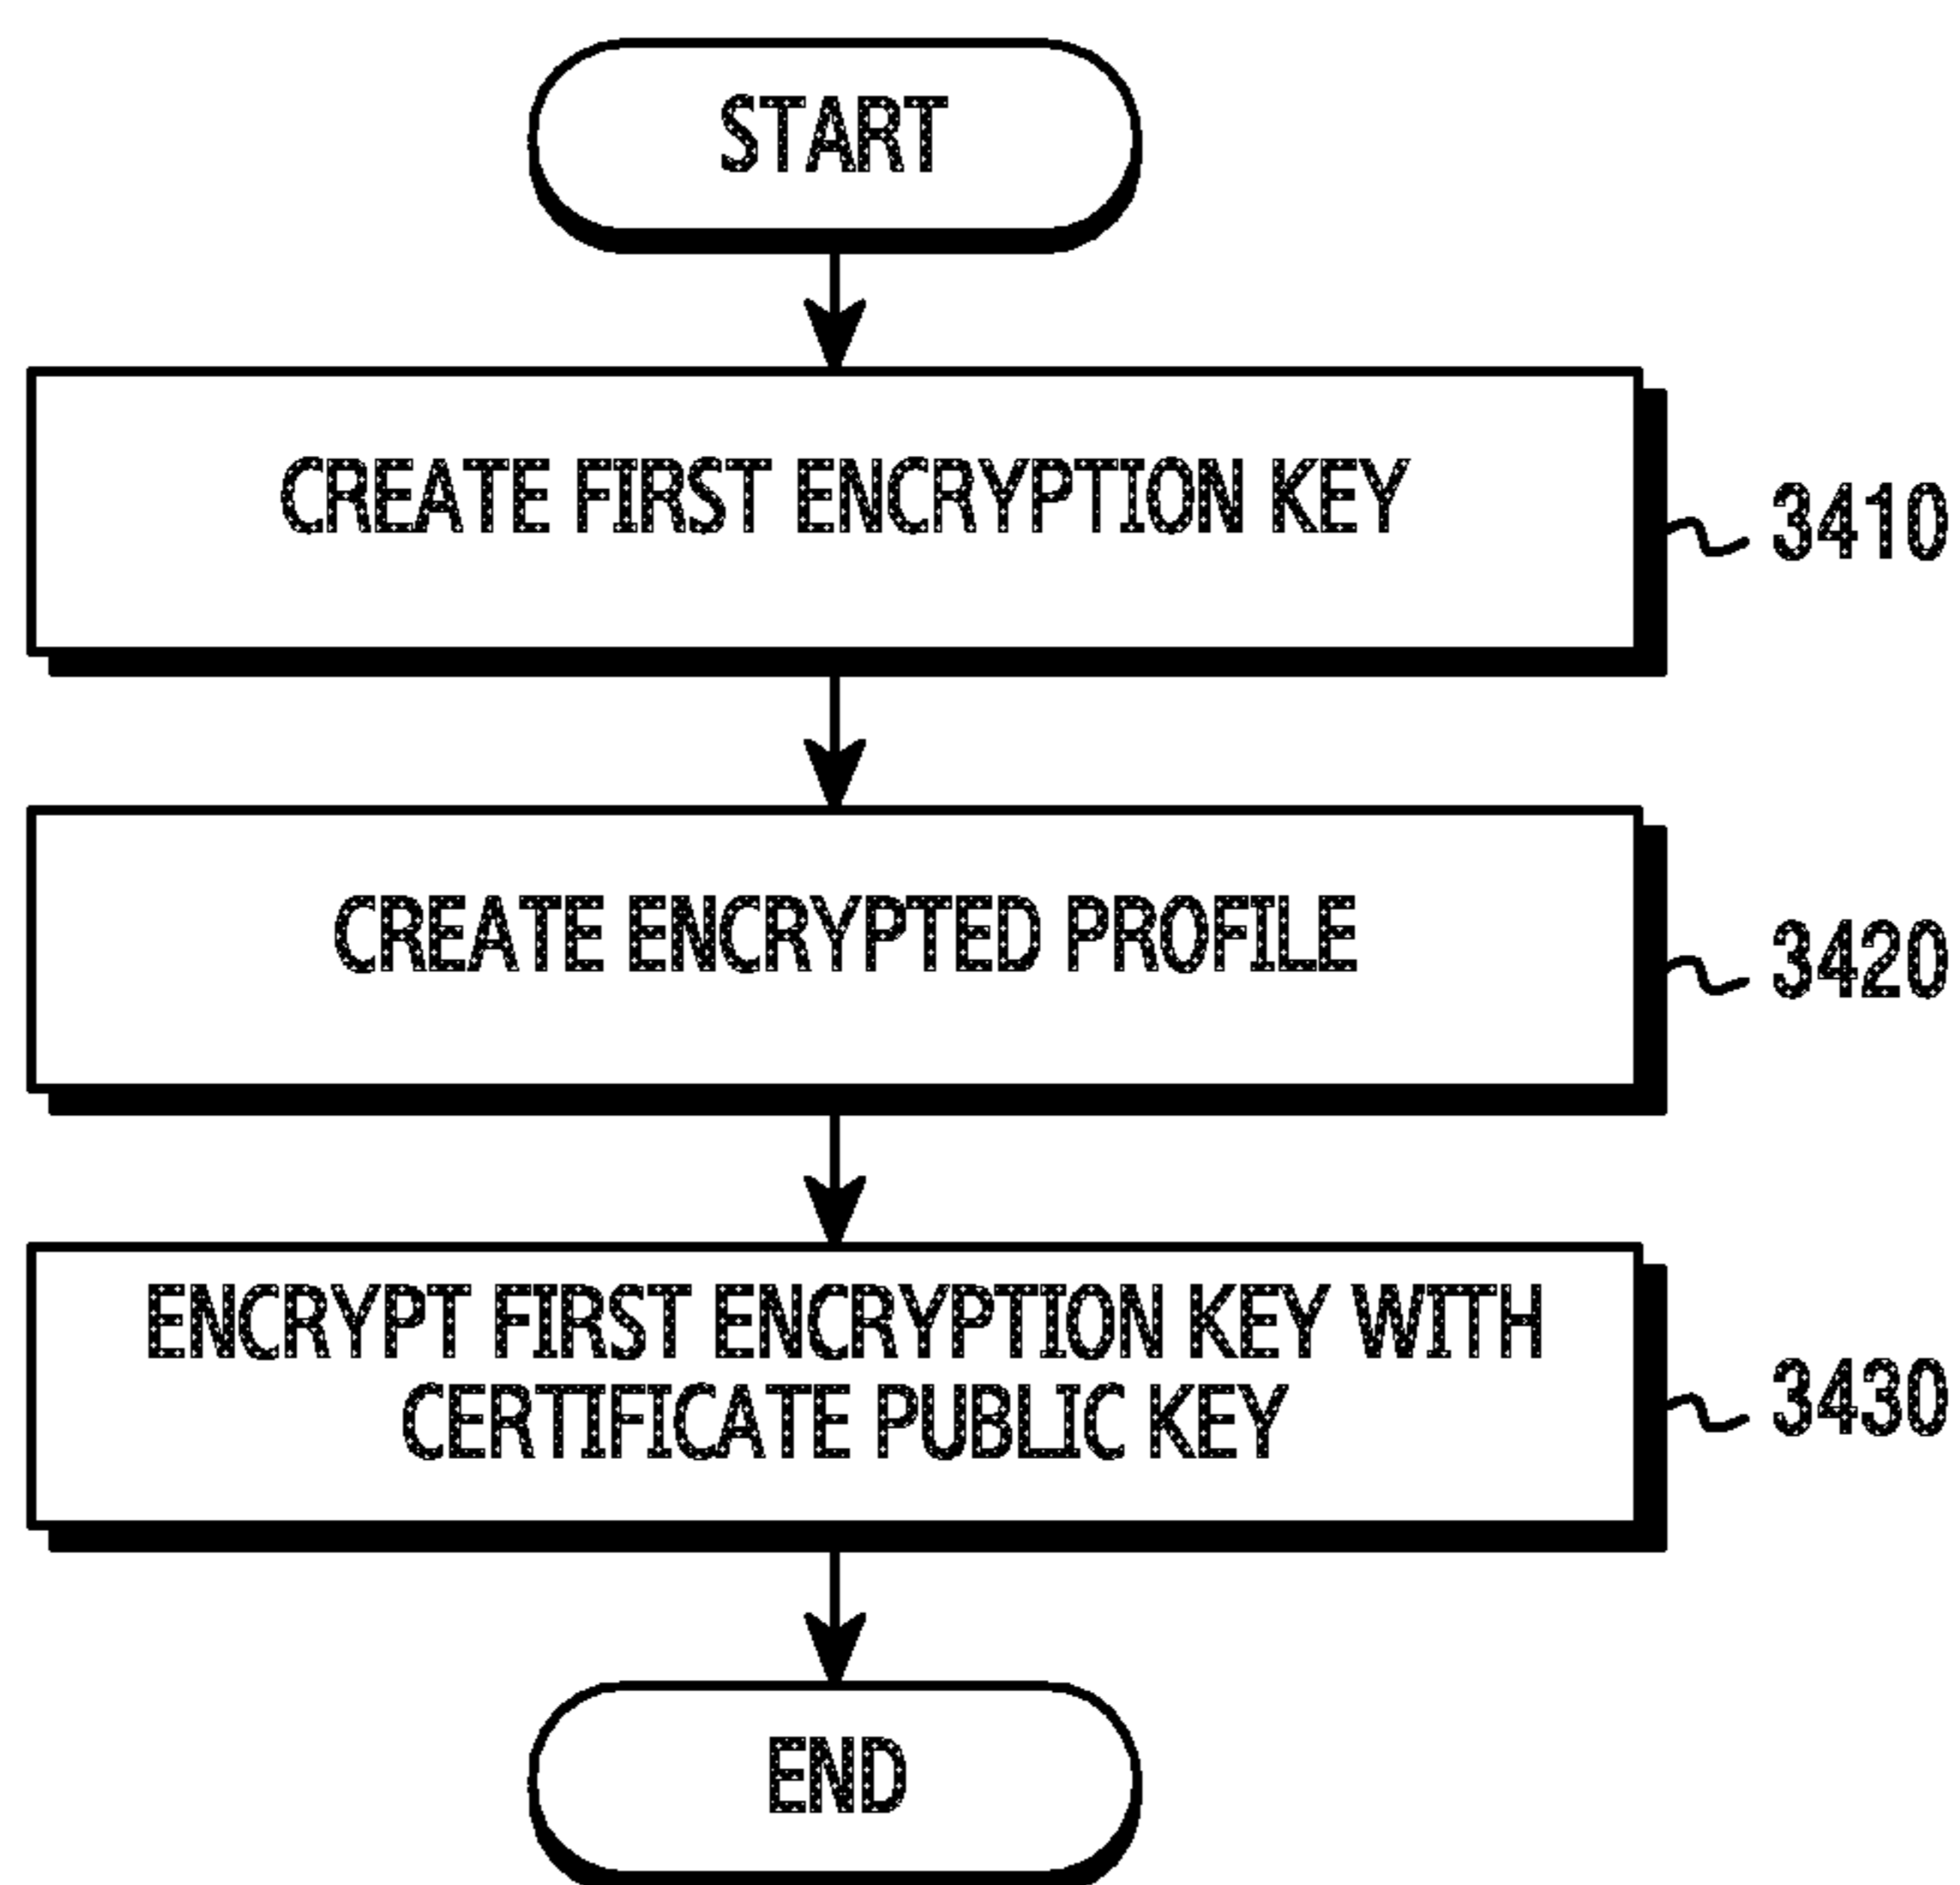 START
CREATE FIRST ENCRYPTION KEY
3410
CREATE ENCRYPTED PROFILE
3420
ENCRYPT FIRST ENCRYPTION KEY WITH
CERTIFICATE PUBLIC KEY
3430
END